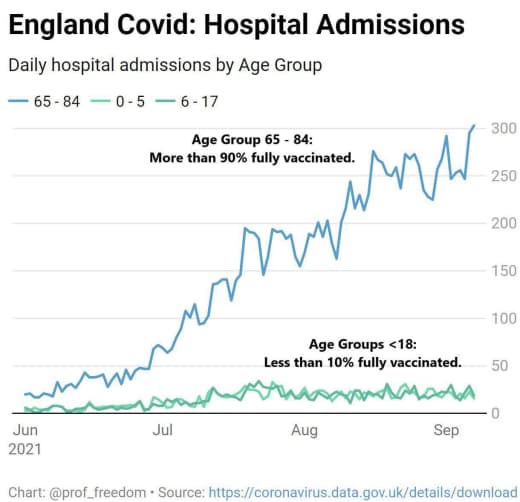 England Covid: Hospital Admissions
Daily hospital admissions by Age Group
65 - 84 0 - 5 6 - 17
300
Age Group 65 - 84:
More than 90% fully vaccinated.
250
200
150
100
Age Groups <18:
Less than 10% fully vaccinated.
50
0
Jun Jul Aug Sep
2021
Chart: @prof_freedom • Source: https://coronavirus.data.gov.uk/details/download